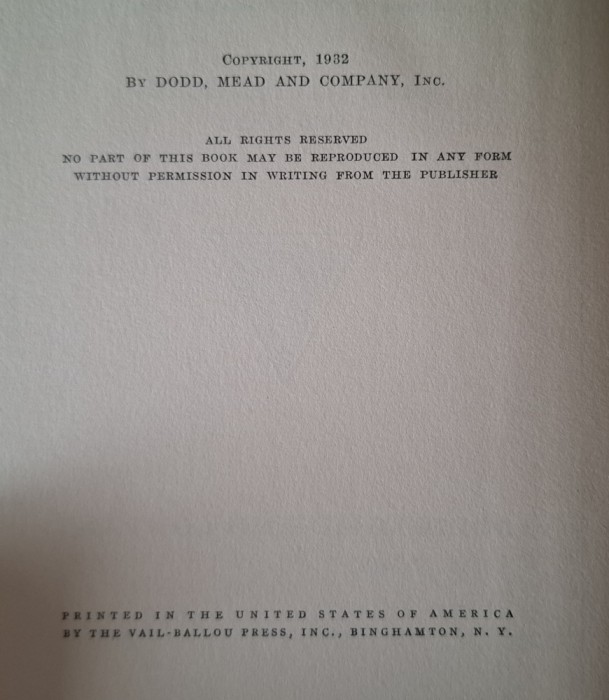 COPYRIGHT, 1932
BY DODD, MEAD AND COMPANY, INC.
ALL RIGHTS RESERVED
NO PART OF THIS BOOK MAY BE REPRODUCED IN ANY FORM
WITHOUT PERMISSION IN WRITING FROM THE PUBLISHER
PRINTED IN THE UNITED STATES OF AMERICA
BY THE VAIL-BALLOU PRESS, INC., BINGHAMTON, N. Y.